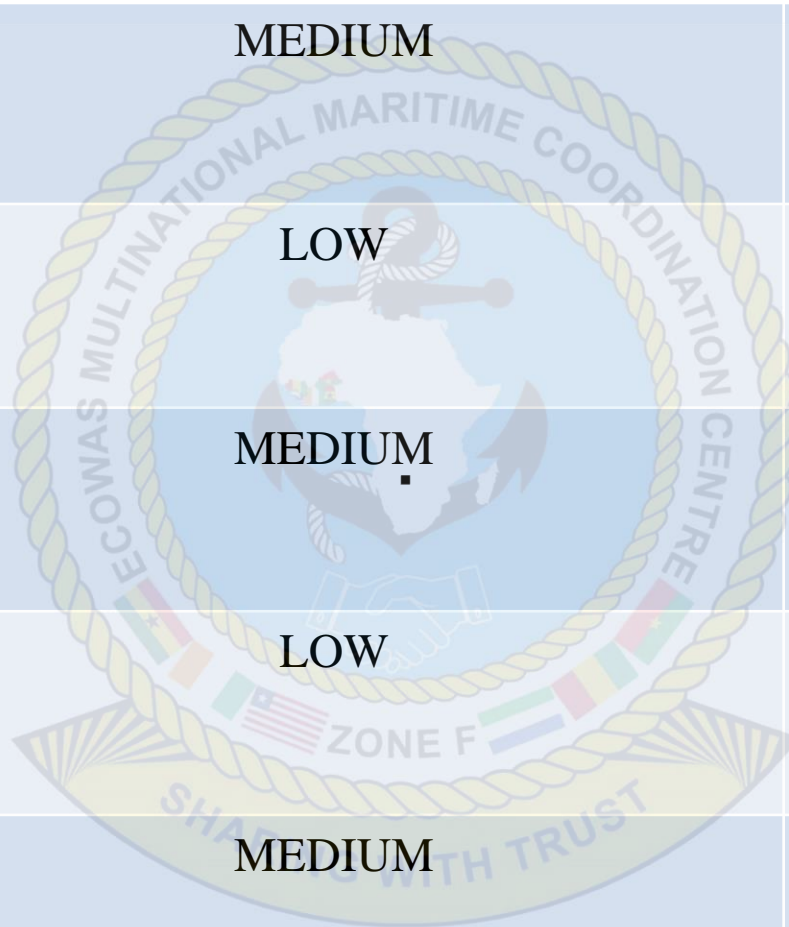 MEDIUM
LOW
MEDIUM
LOW
MEDIUM
ECOWAS MULTINATIONAL MARITIME COORDINATION CENTRE
ZONE F
SHARING WITH TRUST